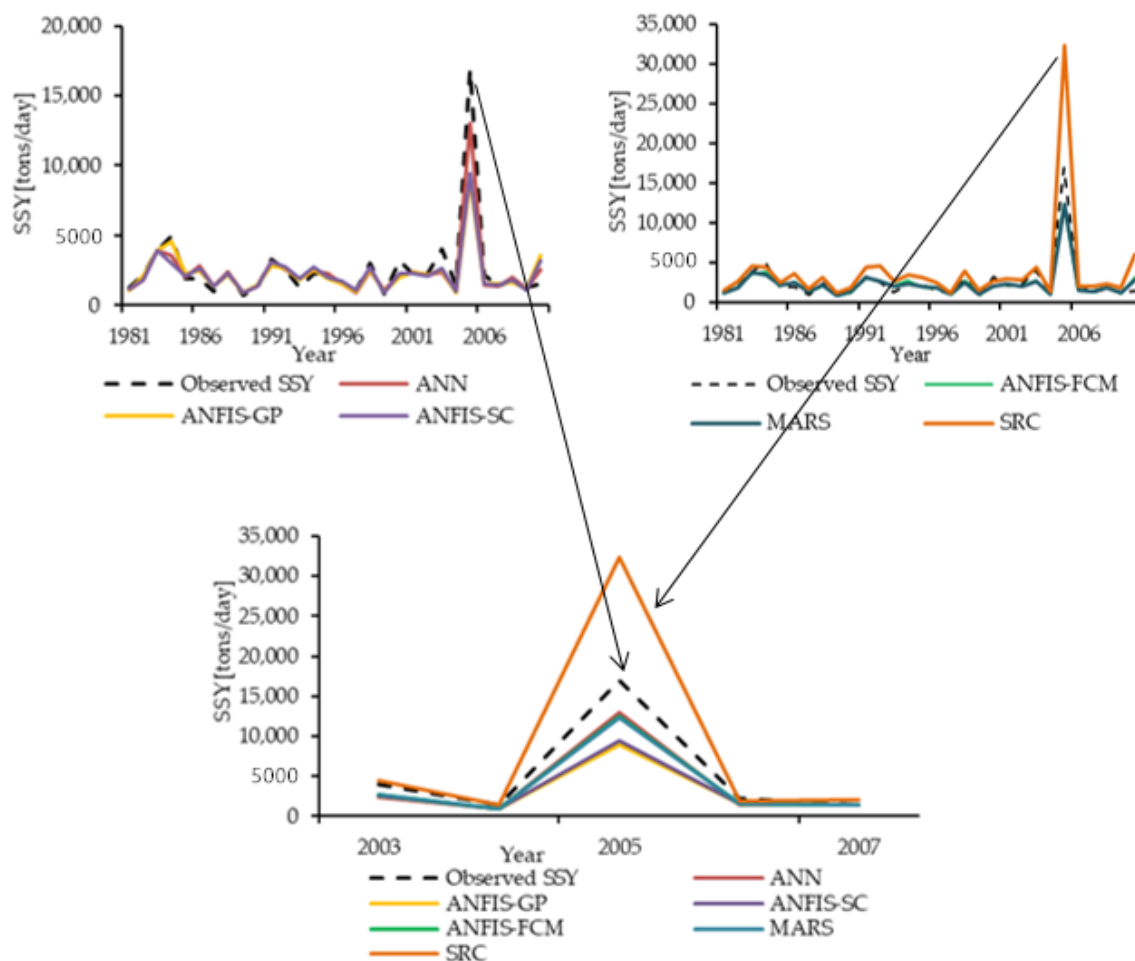 20,000
15,000
10,000
5000
0
SSY[tons/day]
1981 1986 1991 1996 2001 2006
Year
Observed SSY ANN
ANFIS-GP ANFIS-SC
35,000
30,000
25,000
20,000
15,000
10,000
5000
0
SSY[tons/day]
1981 1986 1991 1996 2001 2006
Year
Observed SSY ANFIS-FCM
MARS SRC
35,000
30,000
25,000
20,000
15,000
10,000
5000
0
SSY[tons/day]
2003 2005 2007
Year
Observed SSY ANN
ANFIS-GP ANFIS-SC
ANFIS-FCM MARS
SRC